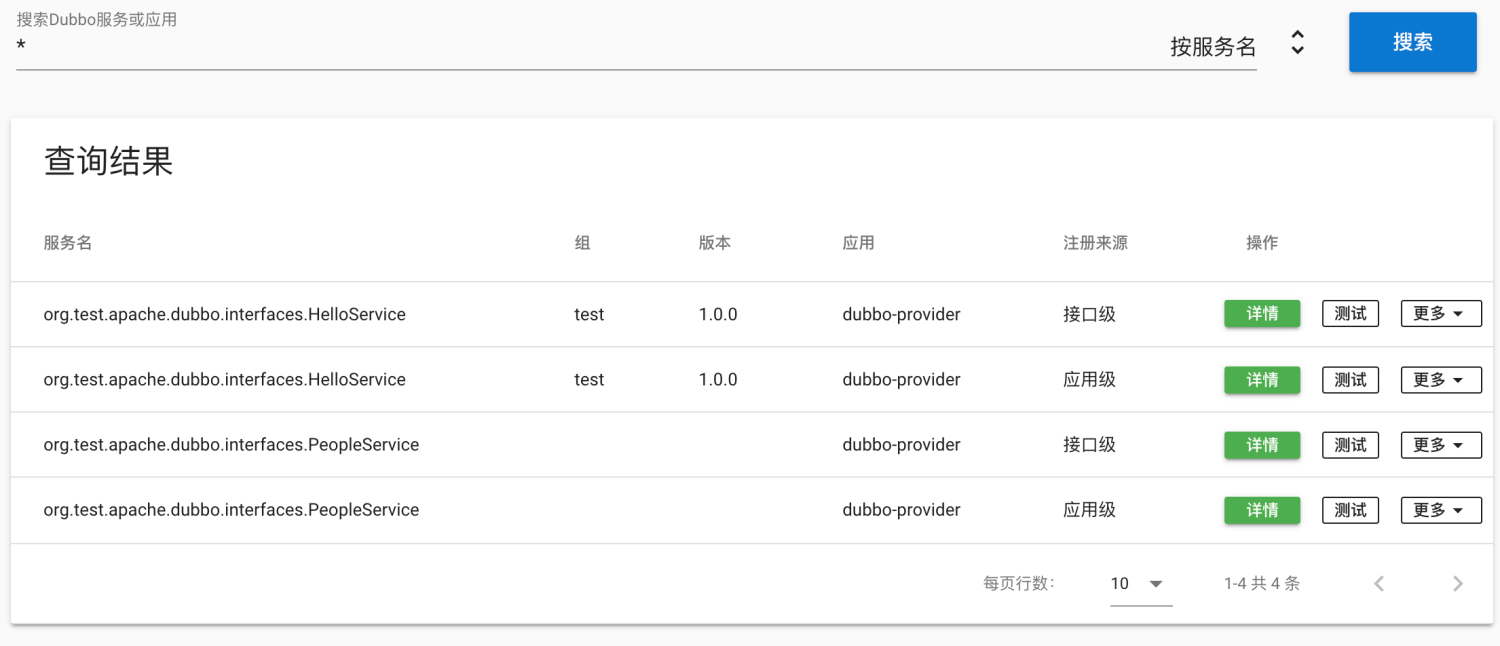 搜索Dubbo服务或应用
*
按服务名
搜索
查询结果
服务名 组 版本 应用 注册来源 操作
org.test.apache.dubbo.interfaces.HelloService test 1.0.0 dubbo-provider 接口级 详情 测试 更多
org.test.apache.dubbo.interfaces.HelloService test 1.0.0 dubbo-provider 应用级 详情 测试 更多
org.test.apache.dubbo.interfaces.PeopleService dubbo-provider 接口级 详情 测试 更多
org.test.apache.dubbo.interfaces.PeopleService dubbo-provider 应用级 详情 测试 更多
每页行数: 10 1-4 共 4 条